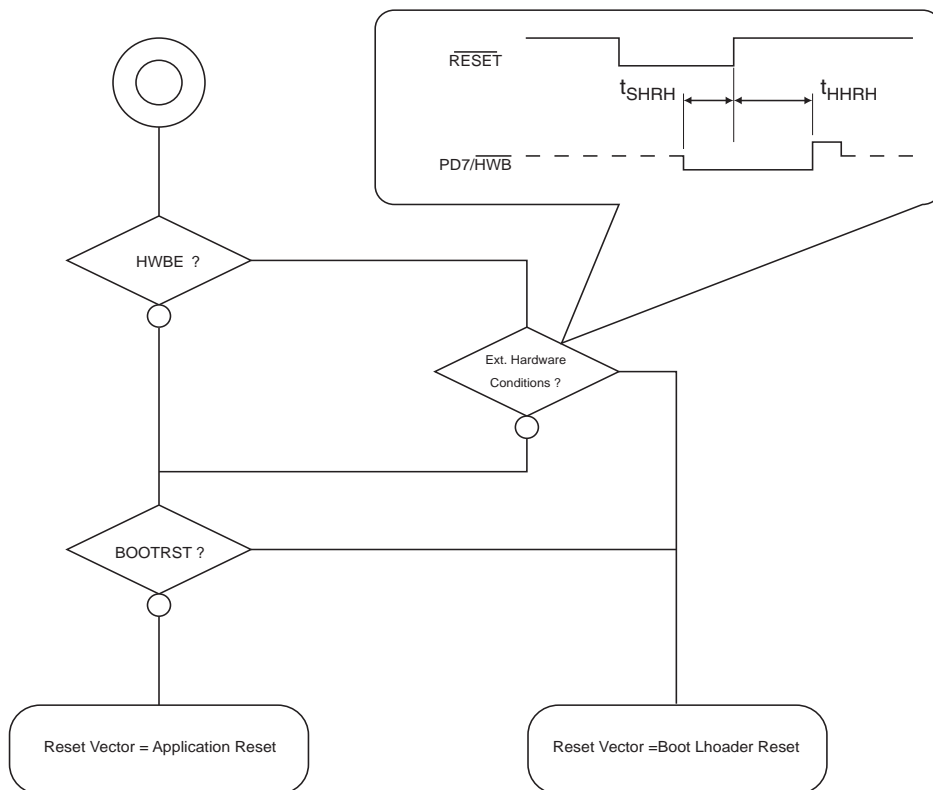 RESET
tSHRH
tHHRH
PD7/HWB
HWBE ?
Ext. Hardware
Conditions ?
BOOTRST ?
Reset Vector = Application Reset
Reset Vector =Boot Lhoader Reset